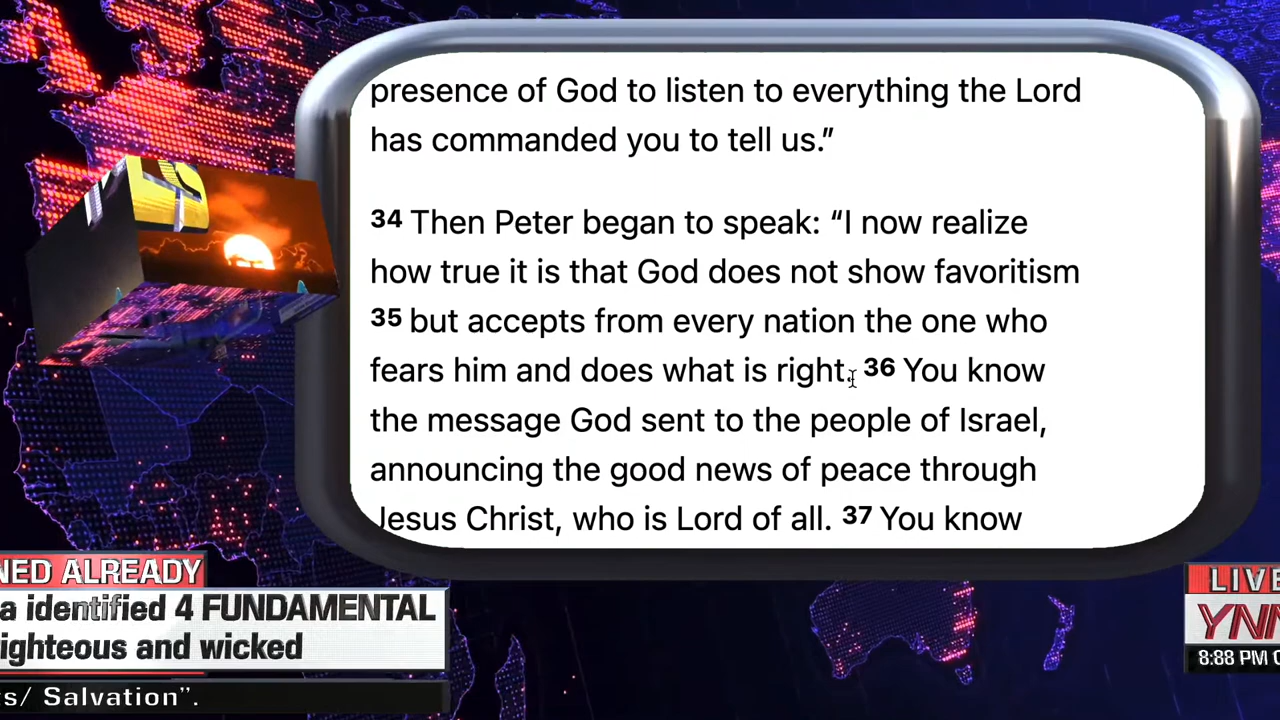 presence of God to listen to everything the Lord
has commanded you to tell us.”
34 Then Peter began to speak: “I now realize
how true it is that God does not show favoritism
35 but accepts from every nation the one who
fears him and does what is right. 36 You know
the message God sent to the people of Israel,
announcing the good news of peace through
Jesus Christ, who is Lord of all. 37 You know
NED ALREADY
a identified 4 FUNDAMENTAL
ighteous and wicked
s/ Salvation”.
LIVE
YNN
8:88 PM